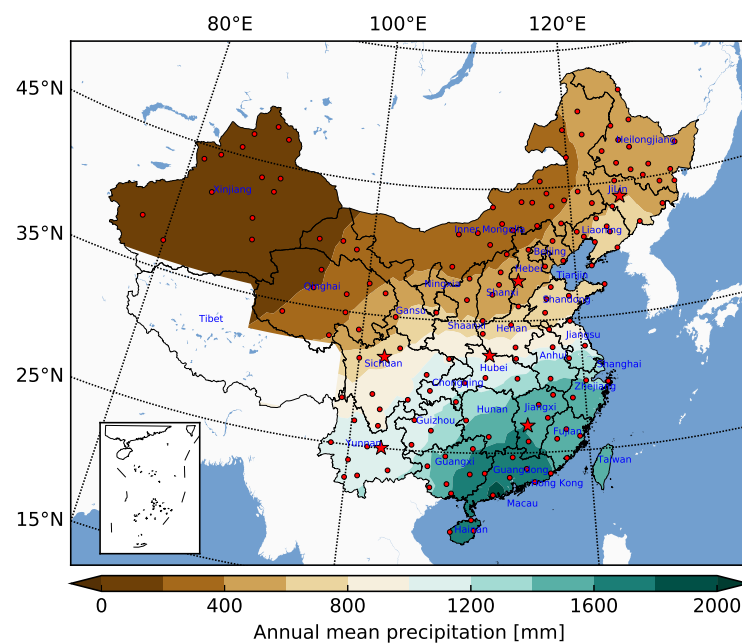 80°E 100°E 120°E
45°N
35°N
25°N
15°N
Heilongjiang
Xinjiang
JiLin
Inner Mongolia
Liaoning
Beijing
Hebei
Tianjin
Qinghai
Ningxia
Shanxi
Shandong
Gansu
Tibet
Shaanxi
Henan
Jiangsu
Sichuan
Anhui
Shanghai
Hubei
Chongqing
Zhejiang
Hunan
Jiangxi
Guizhou
Fujian
Yunnan
Guangxi
Taiwan
Guangdong
Hong Kong
Macau
Hainan
0 400 800 1200 1600 2000
Annual mean precipitation [mm]